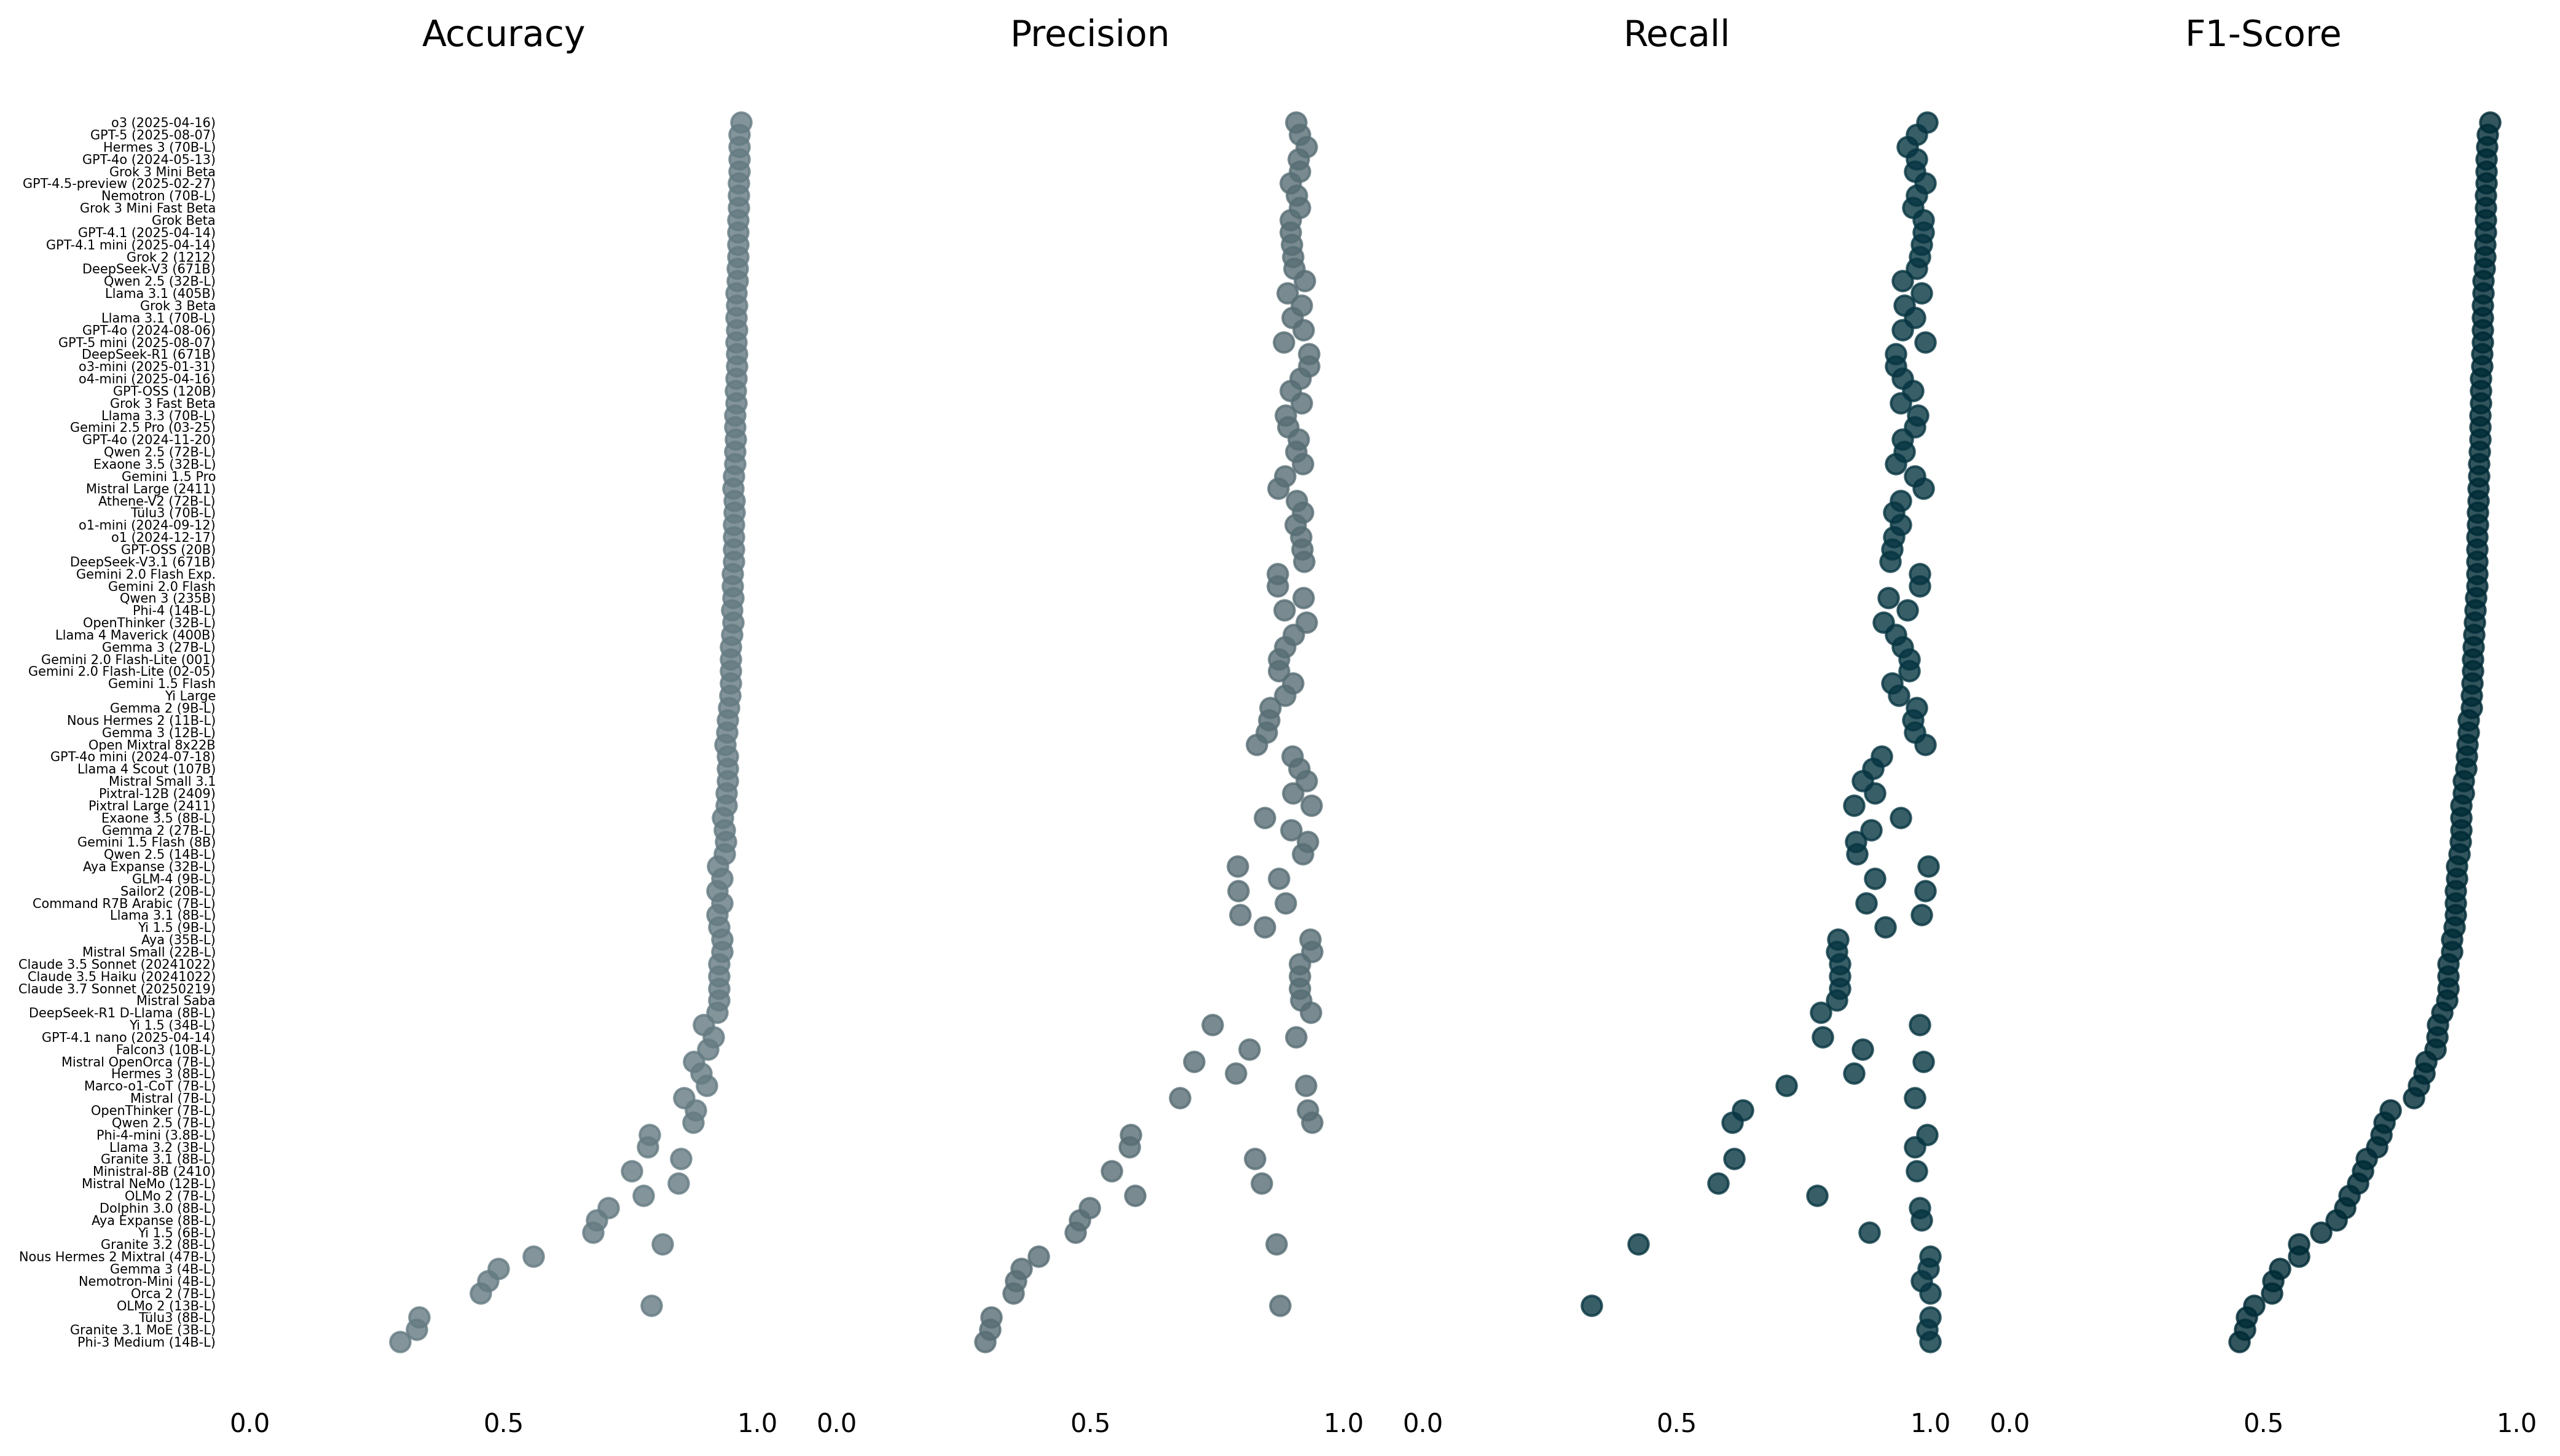 Accuracy
Precision
Recall
F1-Score
o3 (2025-04-16)
GPT-5 (2025-08-07)
Hermes 3 (70B-L)
GPT-4o (2024-05-13)
Grok 3 Mini Beta
GPT-4.5-preview (2025-02-27)
Nemotron (70B-L)
Grok 3 Mini Fast Beta
Grok Beta
GPT-4.1 (2025-04-14)
GPT-4.1 mini (2025-04-14)
Grok 2 (1212)
DeepSeek-V3 (671B)
Qwen 2.5 (32B-L)
Llama 3.1 (405B)
Grok 3 Beta
Llama 3.1 (70B-L)
GPT-4o (2024-08-06)
GPT-5 mini (2025-08-07)
DeepSeek-R1 (671B)
o3-mini (2025-01-31)
o4-mini (2025-04-16)
GPT-OSS (120B)
Grok 3 Fast Beta
Llama 3.3 (70B-L)
Gemini 2.5 Pro (03-25)
GPT-4o (2024-11-20)
Qwen 2.5 (72B-L)
Exaone 3.5 (32B-L)
Gemini 1.5 Pro
Mistral Large (2411)
Athene-V2 (72B-L)
Tülu3 (70B-L)
o1-mini (2024-09-12)
o1 (2024-12-17)
GPT-OSS (20B)
DeepSeek-V3.1 (671B)
Gemini 2.0 Flash Exp.
Gemini 2.0 Flash
Qwen 3 (235B)
Phi-4 (14B-L)
OpenThinker (32B-L)
Llama 4 Maverick (400B)
Gemma 3 (27B-L)
Gemini 2.0 Flash-Lite (001)
Gemini 2.0 Flash-Lite (02-05)
Gemini 1.5 Flash
Yi Large
Gemma 2 (9B-L)
Nous Hermes 2 (11B-L)
Gemma 3 (12B-L)
Open Mixtral 8x22B
GPT-4o mini (2024-07-18)
Llama 4 Scout (107B)
Mistral Small 3.1
Pixtral-12B (2409)
Pixtral Large (2411)
Exaone 3.5 (8B-L)
Gemma 2 (27B-L)
Gemini 1.5 Flash (8B)
Qwen 2.5 (14B-L)
Aya Expanse (32B-L)
GLM-4 (9B-L)
Sailor2 (20B-L)
Command R7B Arabic (7B-L)
Llama 3.1 (8B-L)
Yi 1.5 (9B-L)
Aya (35B-L)
Mistral Small (22B-L)
Claude 3.5 Sonnet (20241022)
Claude 3.5 Haiku (20241022)
Claude 3.7 Sonnet (20250219)
Mistral Saba
DeepSeek-R1 D-Llama (8B-L)
Yi 1.5 (34B-L)
GPT-4.1 nano (2025-04-14)
Falcon3 (10B-L)
Mistral OpenOrca (7B-L)
Hermes 3 (8B-L)
Marco-o1-CoT (7B-L)
Mistral (7B-L)
OpenThinker (7B-L)
Qwen 2.5 (7B-L)
Phi-4-mini (3.8B-L)
Llama 3.2 (3B-L)
Granite 3.1 (8B-L)
Ministral-8B (2410)
Mistral NeMo (12B-L)
OLMo 2 (7B-L)
Dolphin 3.0 (8B-L)
Aya Expanse (8B-L)
Yi 1.5 (6B-L)
Granite 3.2 (8B-L)
Nous Hermes 2 Mixtral (47B-L)
Gemma 3 (4B-L)
Nemotron-Mini (4B-L)
Orca 2 (7B-L)
OLMo 2 (13B-L)
Tülu3 (8B-L)
Granite 3.1 MoE (3B-L)
Phi-3 Medium (14B-L)
0.0 0.5 1.0 0.0 0.5 1.0 0.0 0.5 1.0 0.0 0.5 1.0